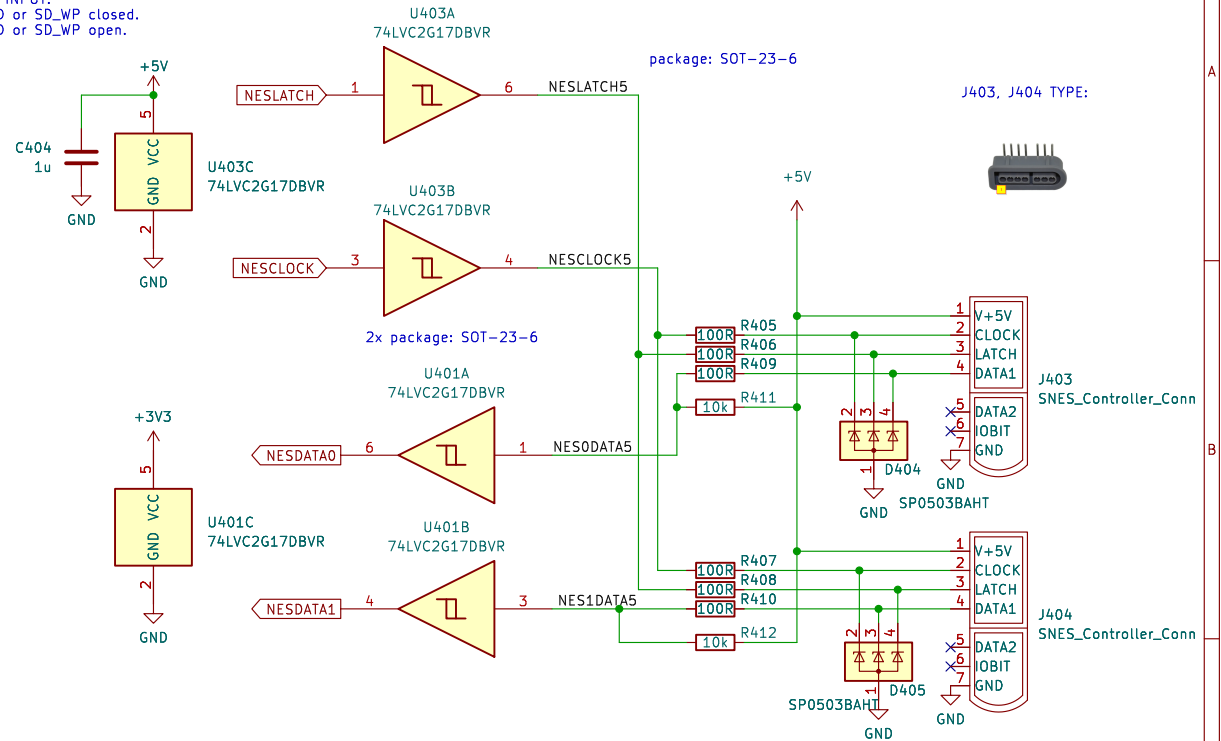 INPUT:
D or SD_WP closed.
D or SD_WP open.
U403A
74LVC2G17DBVR
package: SOT-23-6
A
+5V
NESLATCH
1
6
NESLATCH5
J403, J404 TYPE:
5
C404
1u
VCC
GND
U403C
74LVC2G17DBVR
GND
2
GND
U403B
74LVC2G17DBVR
+5V
NESCLOCK
3
4
NESCLOCK5
2x package: SOT-23-6
100R R405
100R R406
100R R409
10k R411
1 V+5V
2 CLOCK
3 LATCH
4 DATA1
J403
SNES_Controller_Conn
5 DATA2
6 IOBIT
7 GND
GND
2 3 4
1
D404
SP0503BAHT
GND
B
U401A
74LVC2G17DBVR
+3V3
NESDATA0
6
1
NES0DATA5
5
VCC
GND
U401C
74LVC2G17DBVR
2
GND
U401B
74LVC2G17DBVR
NESDATA1
4
3
NES1DATA5
100R R407
100R R408
100R R410
10k R412
1 V+5V
2 CLOCK
3 LATCH
4 DATA1
J404
SNES_Controller_Conn
5 DATA2
6 IOBIT
7 GND
GND
2 3 4
1
D405
SP0503BAHT
GND